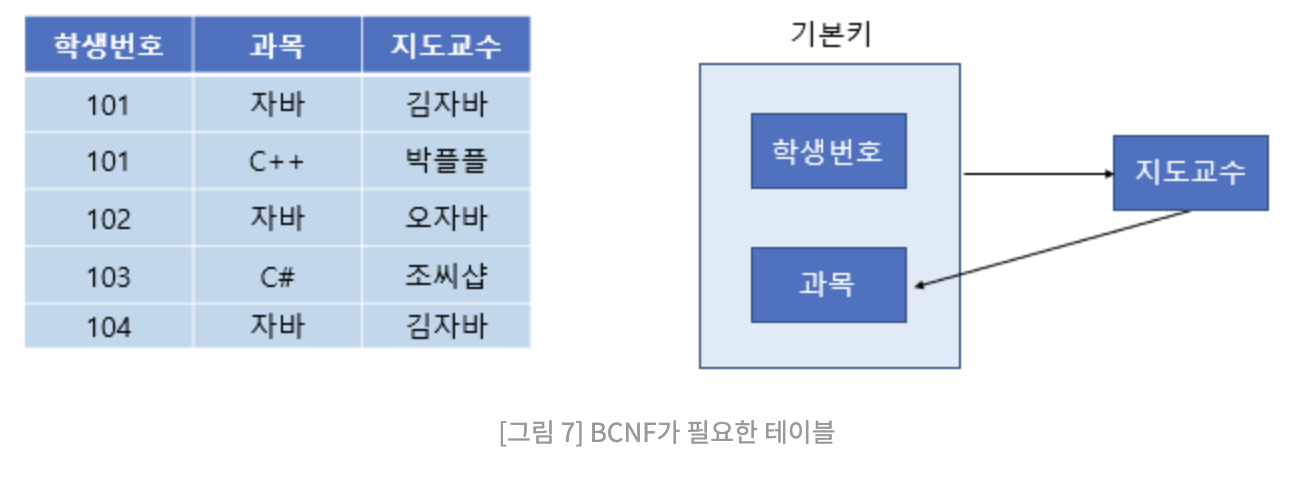 학생번호 과목 지도교수
101 자바 김자바
101 C++ 박플플
102 자바 오자바
103 C# 조씨샵
104 자바 김자바
기본키
학생번호
지도교수
과목
[그림 7] BCNF가 필요한 테이블